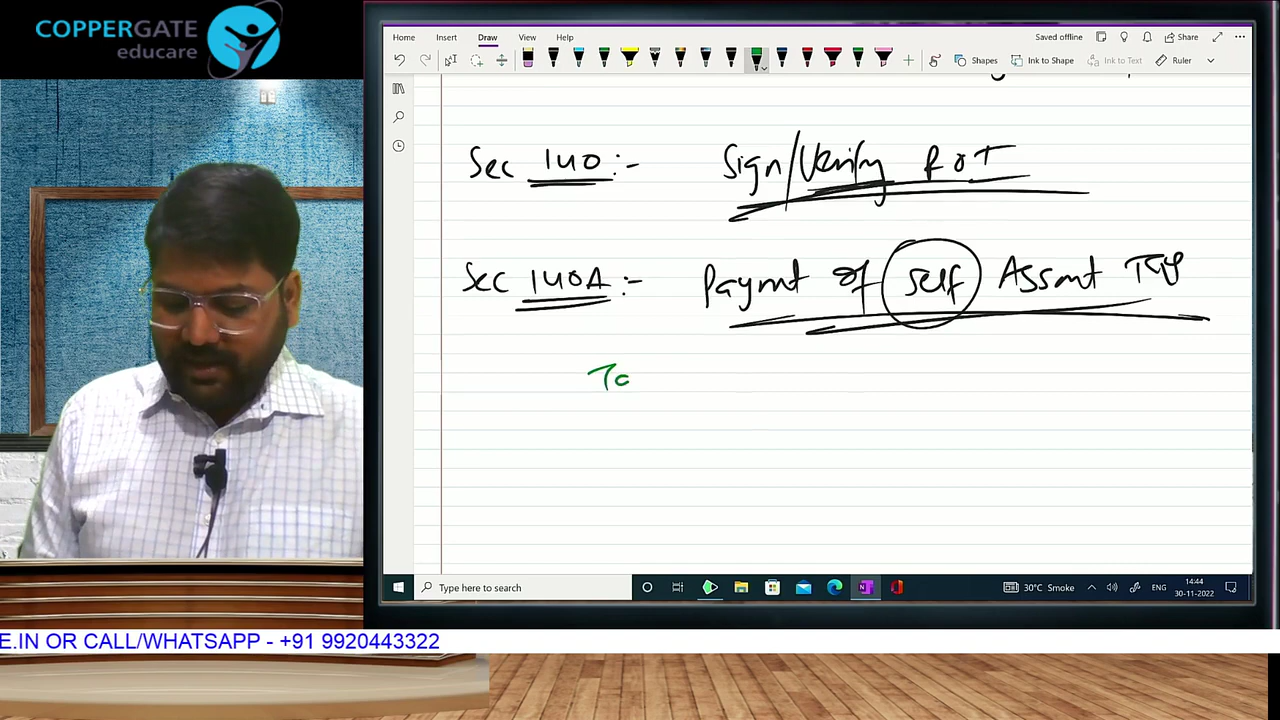 COPPERGATE
educare
Home Insert Draw View Help
Saved offline
Share
Shapes
Ink to Shape
Ink to Text
Ruler
Sec 140:- Sign/Verify ROI
Sec 140A:- Paymt of self Assmt Tax
To
Type here to search
30°C Smoke
ENG
14:44
30-11-2022
E.IN OR CALL/WHATSAPP - +91 9920443322